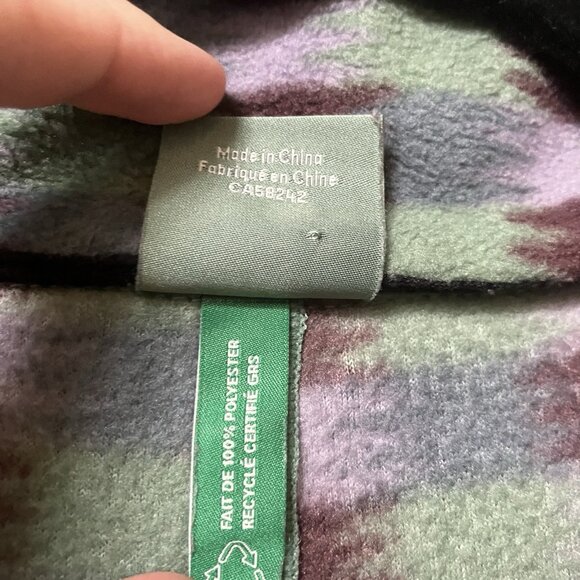 Made in China
Fabriqué en Chine
CA58242
FAIT DE 100% POLYESTER
RECYCLÉ CERTIFIÉ GRS